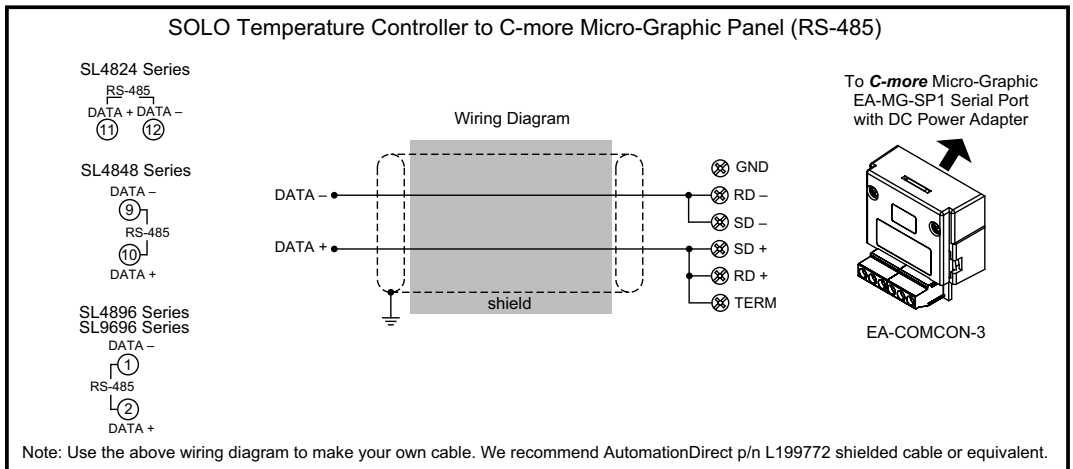 SOLO Temperature Controller to C-more Micro-Graphic Panel (RS-485)
SL4824 Series
RS-485
DATA + DATA –
11 12
SL4848 Series
DATA –
9
RS-485
10
DATA +
SL4896 Series
SL9696 Series
DATA –
1
RS-485
2
DATA +
Wiring Diagram
DATA –
DATA +
shield
GND
RD –
SD –
SD +
RD +
TERM
To C-more Micro-Graphic
EA-MG-SP1 Serial Port
with DC Power Adapter
EA-COMCON-3
Note: Use the above wiring diagram to make your own cable. We recommend AutomationDirect p/n L199772 shielded cable or equivalent.